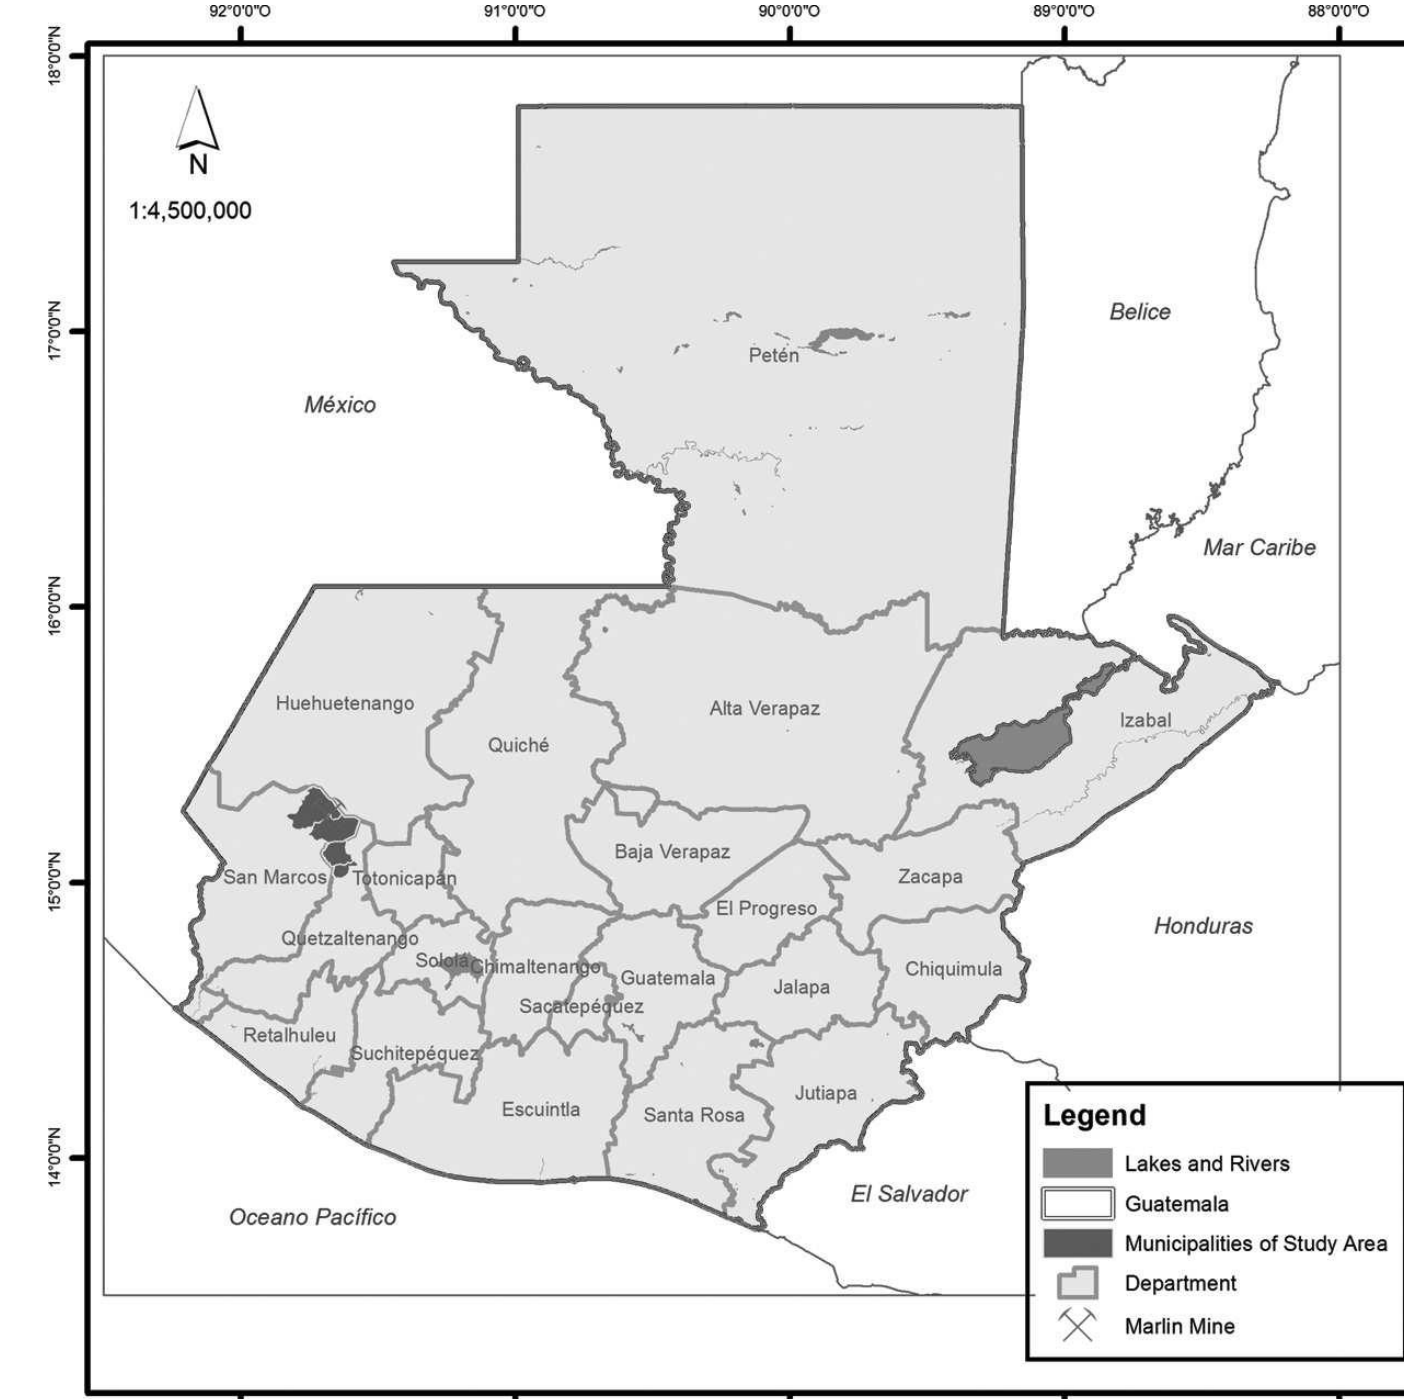 92°0'0"O
91°0'0"O
90°0'0"O
89°0'0"O
88°0'0"O
18°0'0"N
N
1:4,500,000
17°0'0"N
Belice
Petén
México
Mar Caribe
16°0'0"N
Huehuetenango
Alta Verapaz
Izabal
Quiché
Baja Verapaz
15°0'0"N
San Marcos
Totonicapán
Zacapa
El Progreso
Honduras
Quetzaltenango
Sololá
Chimaltenango
Guatemala
Chiquimula
Jalapa
Sacatepéquez
Retalhuleu
Suchitepéquez
Jutiapa
Escuintla
Santa Rosa
14°0'0"N
El Salvador
Oceano Pacífico
Legend
Lakes and Rivers
Guatemala
Municipalities of Study Area
Department
Marlin Mine